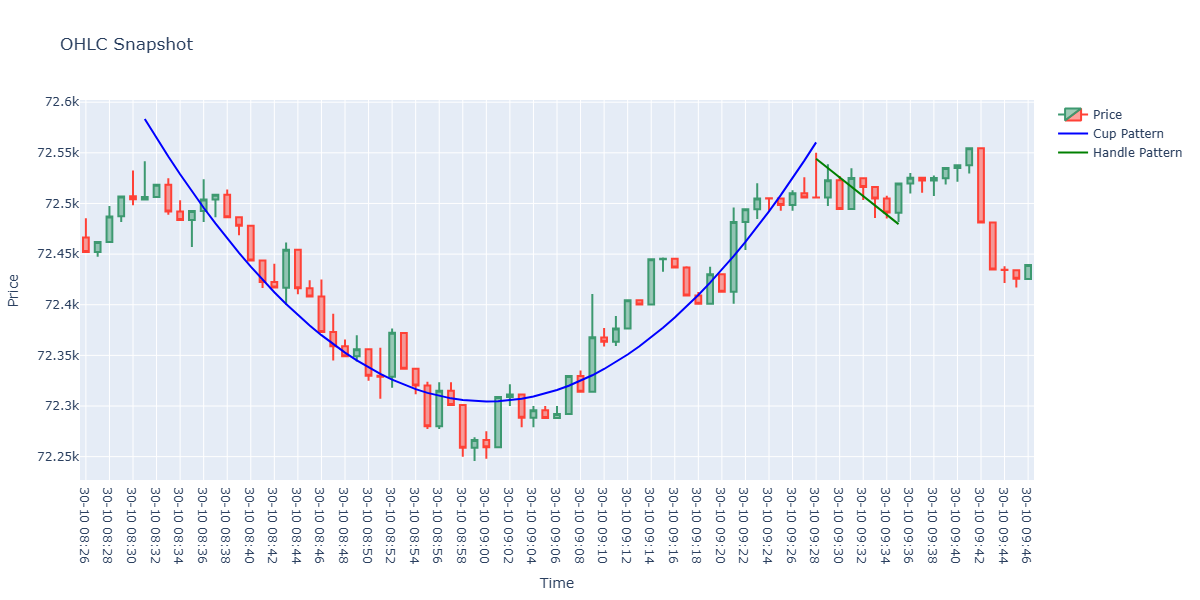 OHLC Snapshot
72.6k
72.55k
72.5k
72.45k
72.4k
72.35k
72.3k
72.25k
Price
30-10 08:26
30-10 08:28
30-10 08:30
30-10 08:32
30-10 08:34
30-10 08:36
30-10 08:38
30-10 08:40
30-10 08:42
30-10 08:44
30-10 08:46
30-10 08:48
30-10 08:50
30-10 08:52
30-10 08:54
30-10 08:56
30-10 08:58
30-10 09:00
30-10 09:02
30-10 09:04
30-10 09:06
30-10 09:08
30-10 09:10
30-10 09:12
30-10 09:14
30-10 09:16
30-10 09:18
30-10 09:20
30-10 09:22
30-10 09:24
30-10 09:26
30-10 09:28
30-10 09:30
30-10 09:32
30-10 09:34
30-10 09:36
30-10 09:38
30-10 09:40
30-10 09:42
30-10 09:44
30-10 09:46
Time
Price
Cup Pattern
Handle Pattern